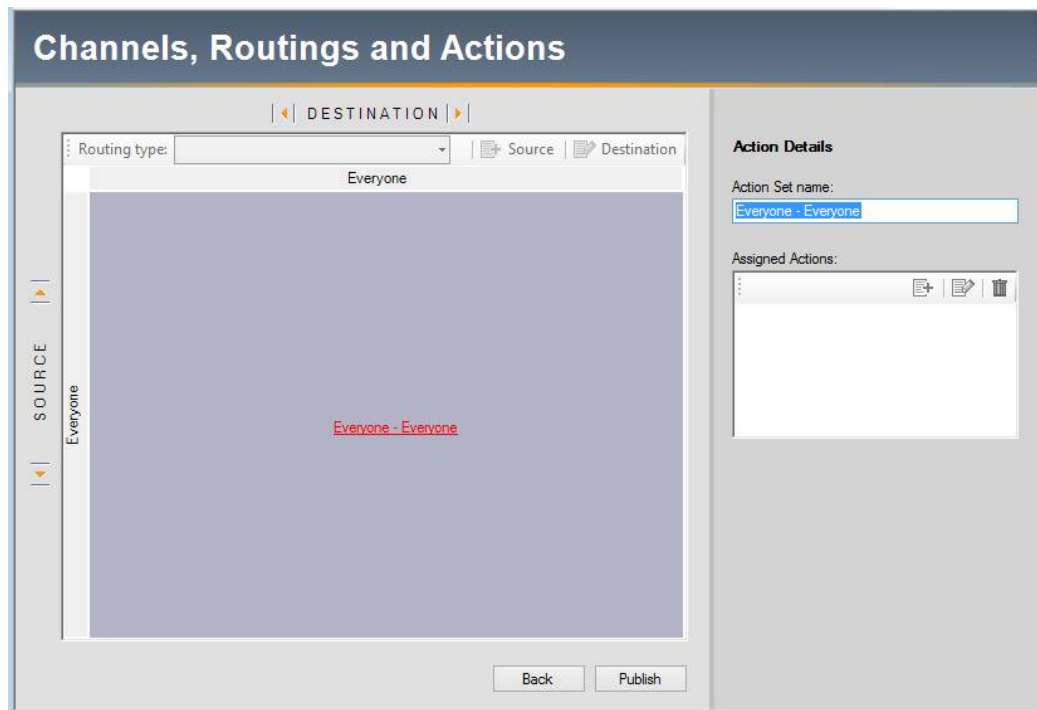 Channels, Routings and Actions
DESTINATION
Routing type:
Source
Destination
Everyone
SOURCE
Everyone
Everyone - Everyone
Back
Publish
Action Details
Action Set name:
Everyone - Everyone
Assigned Actions: